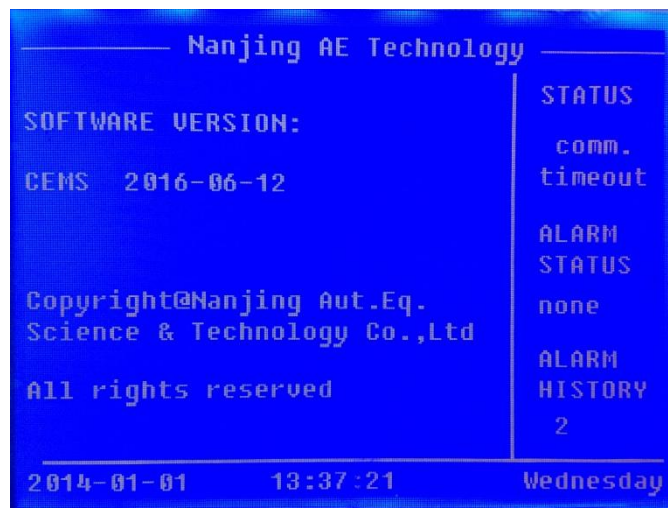 Nanjing AE Technology
SOFTWARE VERSION:
CEMS 2016-06-12
Copyright@Nanjing Aut.Eq.
Science & Technology Co.,Ltd
All rights reserved
STATUS
comm.
timeout
ALARM
STATUS
none
ALARM
HISTORY
2
2014-01-01 13:37:21 Wednesday